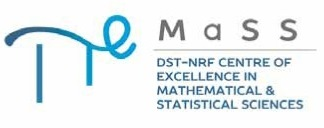 MaSS
DST-NRF CENTRE OF
EXCELLENCE IN
MATHEMATICAL &
STATISTICAL SCIENCES